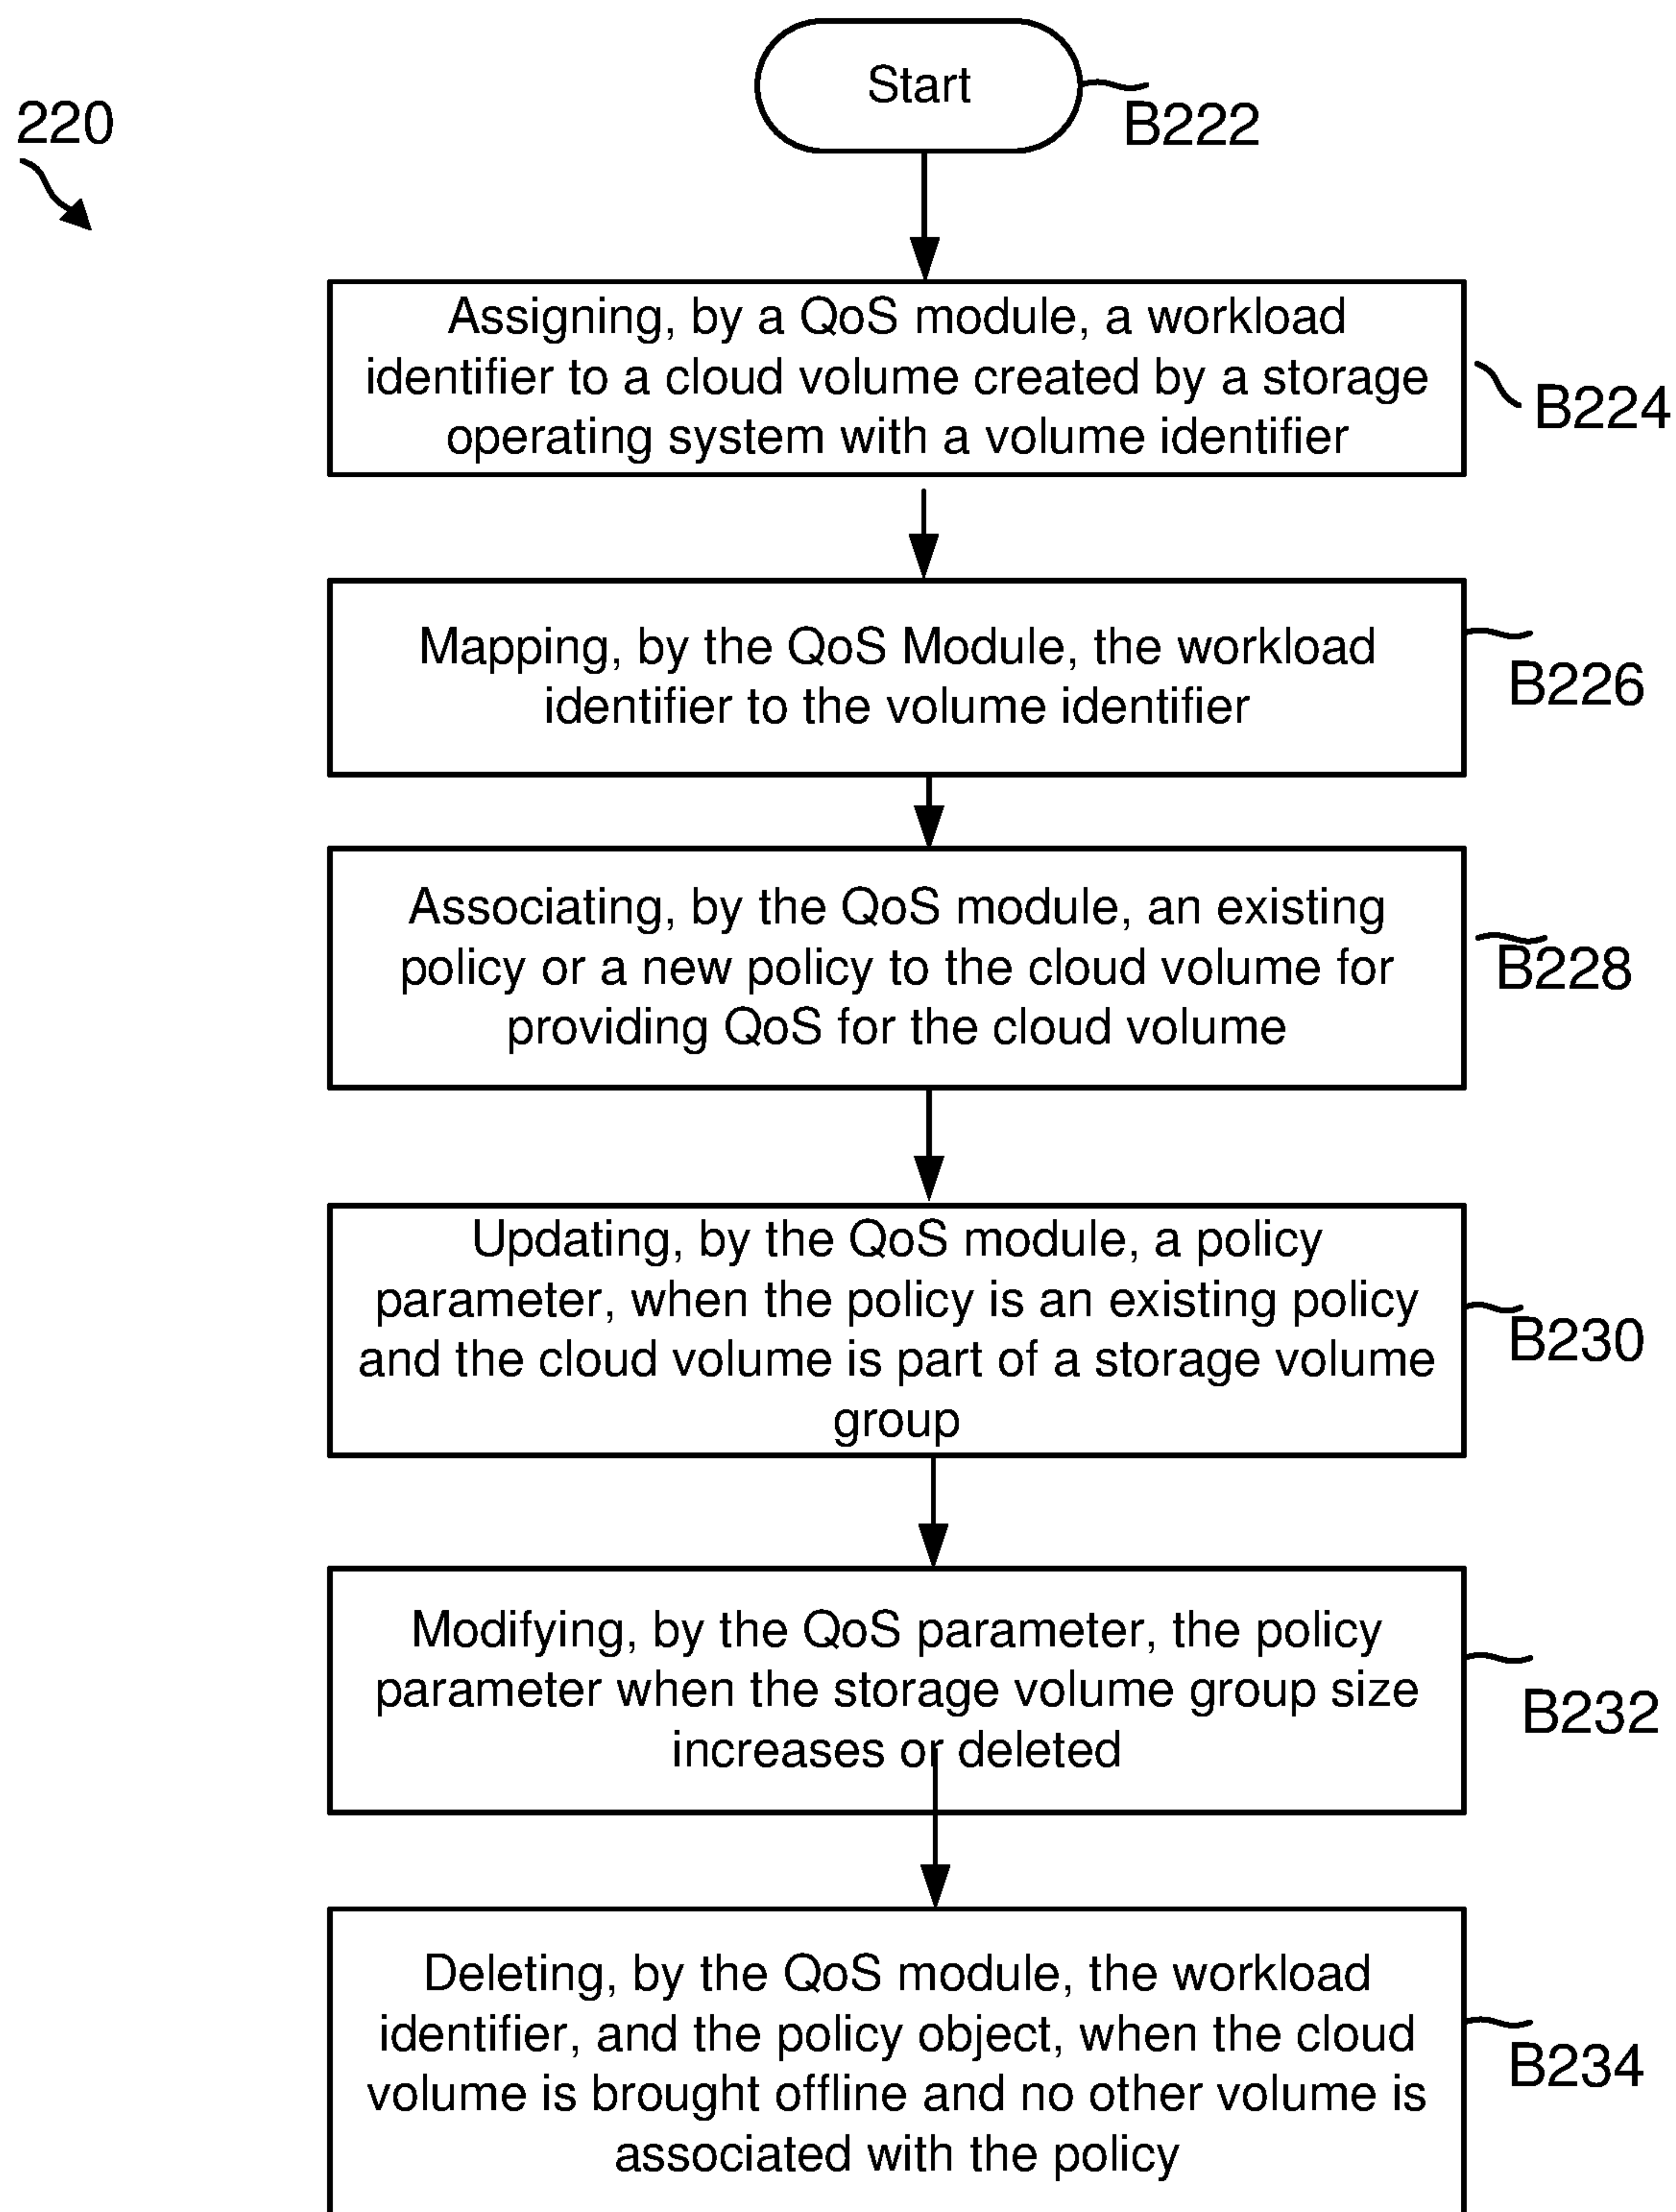 Start
B222
220
Assigning, by a QoS module, a workload
identifier to a cloud volume created by a storage
operating system with a volume identifier
B224
Mapping, by the QoS Module, the workload
identifier to the volume identifier
B226
Associating, by the QoS module, an existing
policy or a new policy to the cloud volume for
providing QoS for the cloud volume
B228
Updating, by the QoS module, a policy
parameter, when the policy is an existing policy
and the cloud volume is part of a storage volume
group
B230
Modifying, by the QoS parameter, the policy
parameter when the storage volume group size
increases or deleted
B232
Deleting, by the QoS module, the workload
identifier, and the policy object, when the cloud
volume is brought offline and no other volume is
associated with the policy
B234